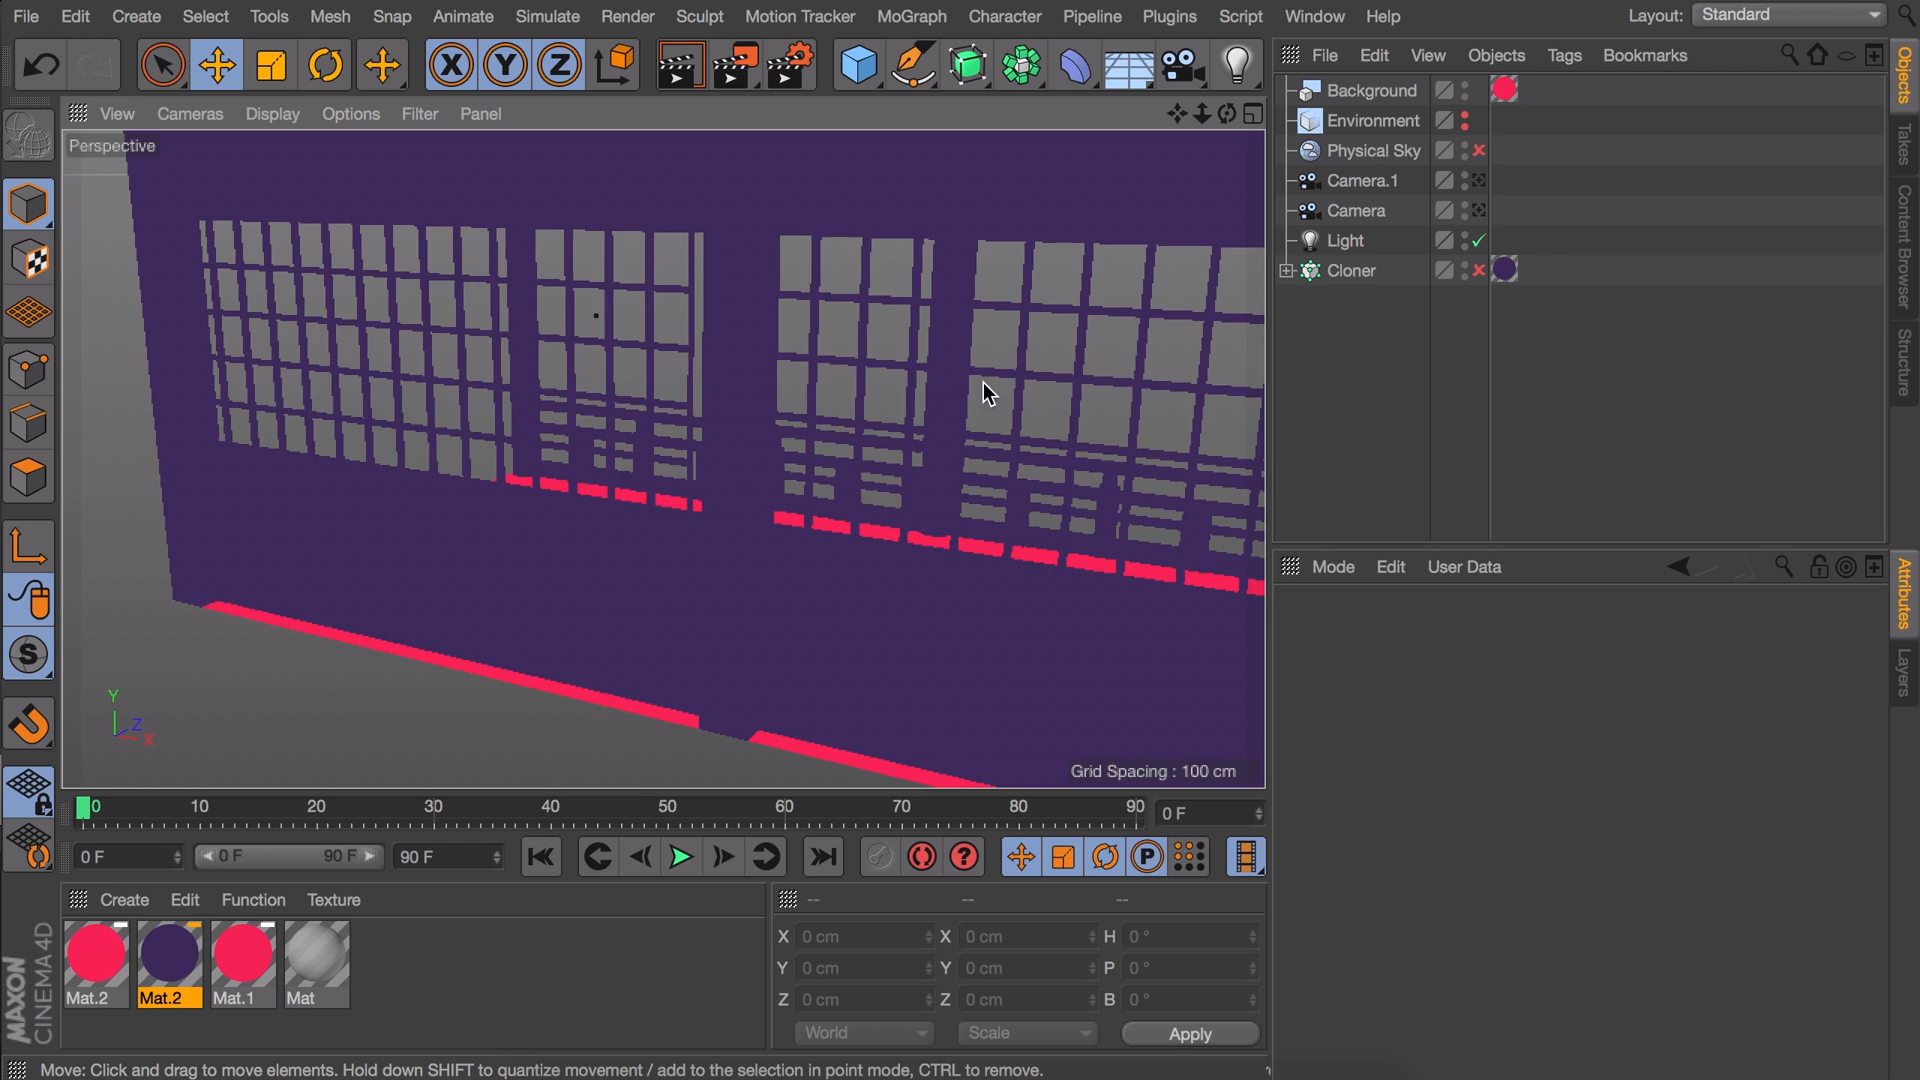 File Edit Create Select Tools Mesh Snap Animate Simulate Render Sculpt Motion Tracker MoGraph Character Pipeline Plugins Script Window Help Layout: Standard
File Edit View Objects Tags Bookmarks
View Cameras Display Options Filter Panel
Perspective
Background
Environment
Physical Sky
Camera.1
Camera
Light
Cloner
Objects
Takes
Content Browser
Structure
Mode Edit User Data
Attributes
Layers
Y
Z
X
Grid Spacing : 100 cm
0 10 20 30 40 50 60 70 80 90 0 F
0 F 0 F 90 F 90 F
Create Edit Function Texture
-- -- --
Mat.2 Mat.2 Mat.1 Mat
X 0 cm X 0 cm H 0 °
Y 0 cm Y 0 cm P 0 °
Z 0 cm Z 0 cm B 0 °
World Scale Apply
MAXON
CINEMA 4D
Move: Click and drag to move elements. Hold down SHIFT to quantize movement / add to the selection in point mode, CTRL to remove.